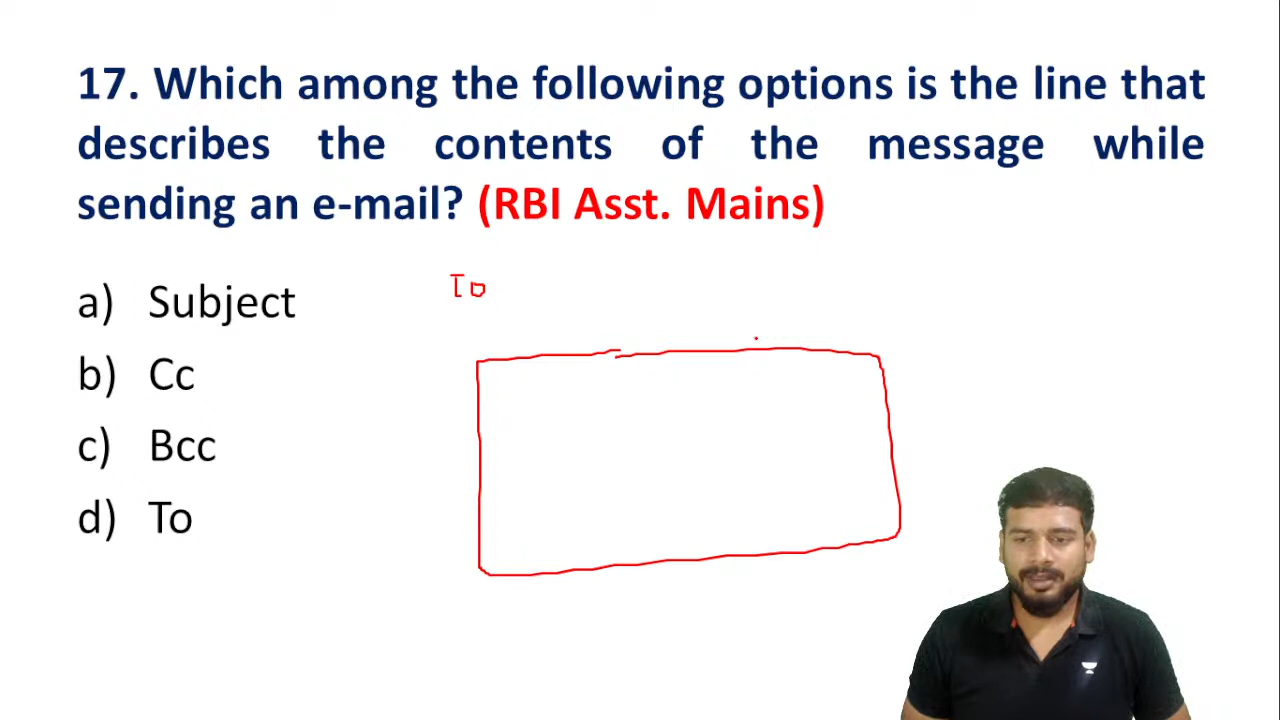 17. Which among the following options is the line that
describes the contents of the message while
sending an e-mail? (RBI Asst. Mains)
a) Subject
To
b) Cc
c) Bcc
d) To